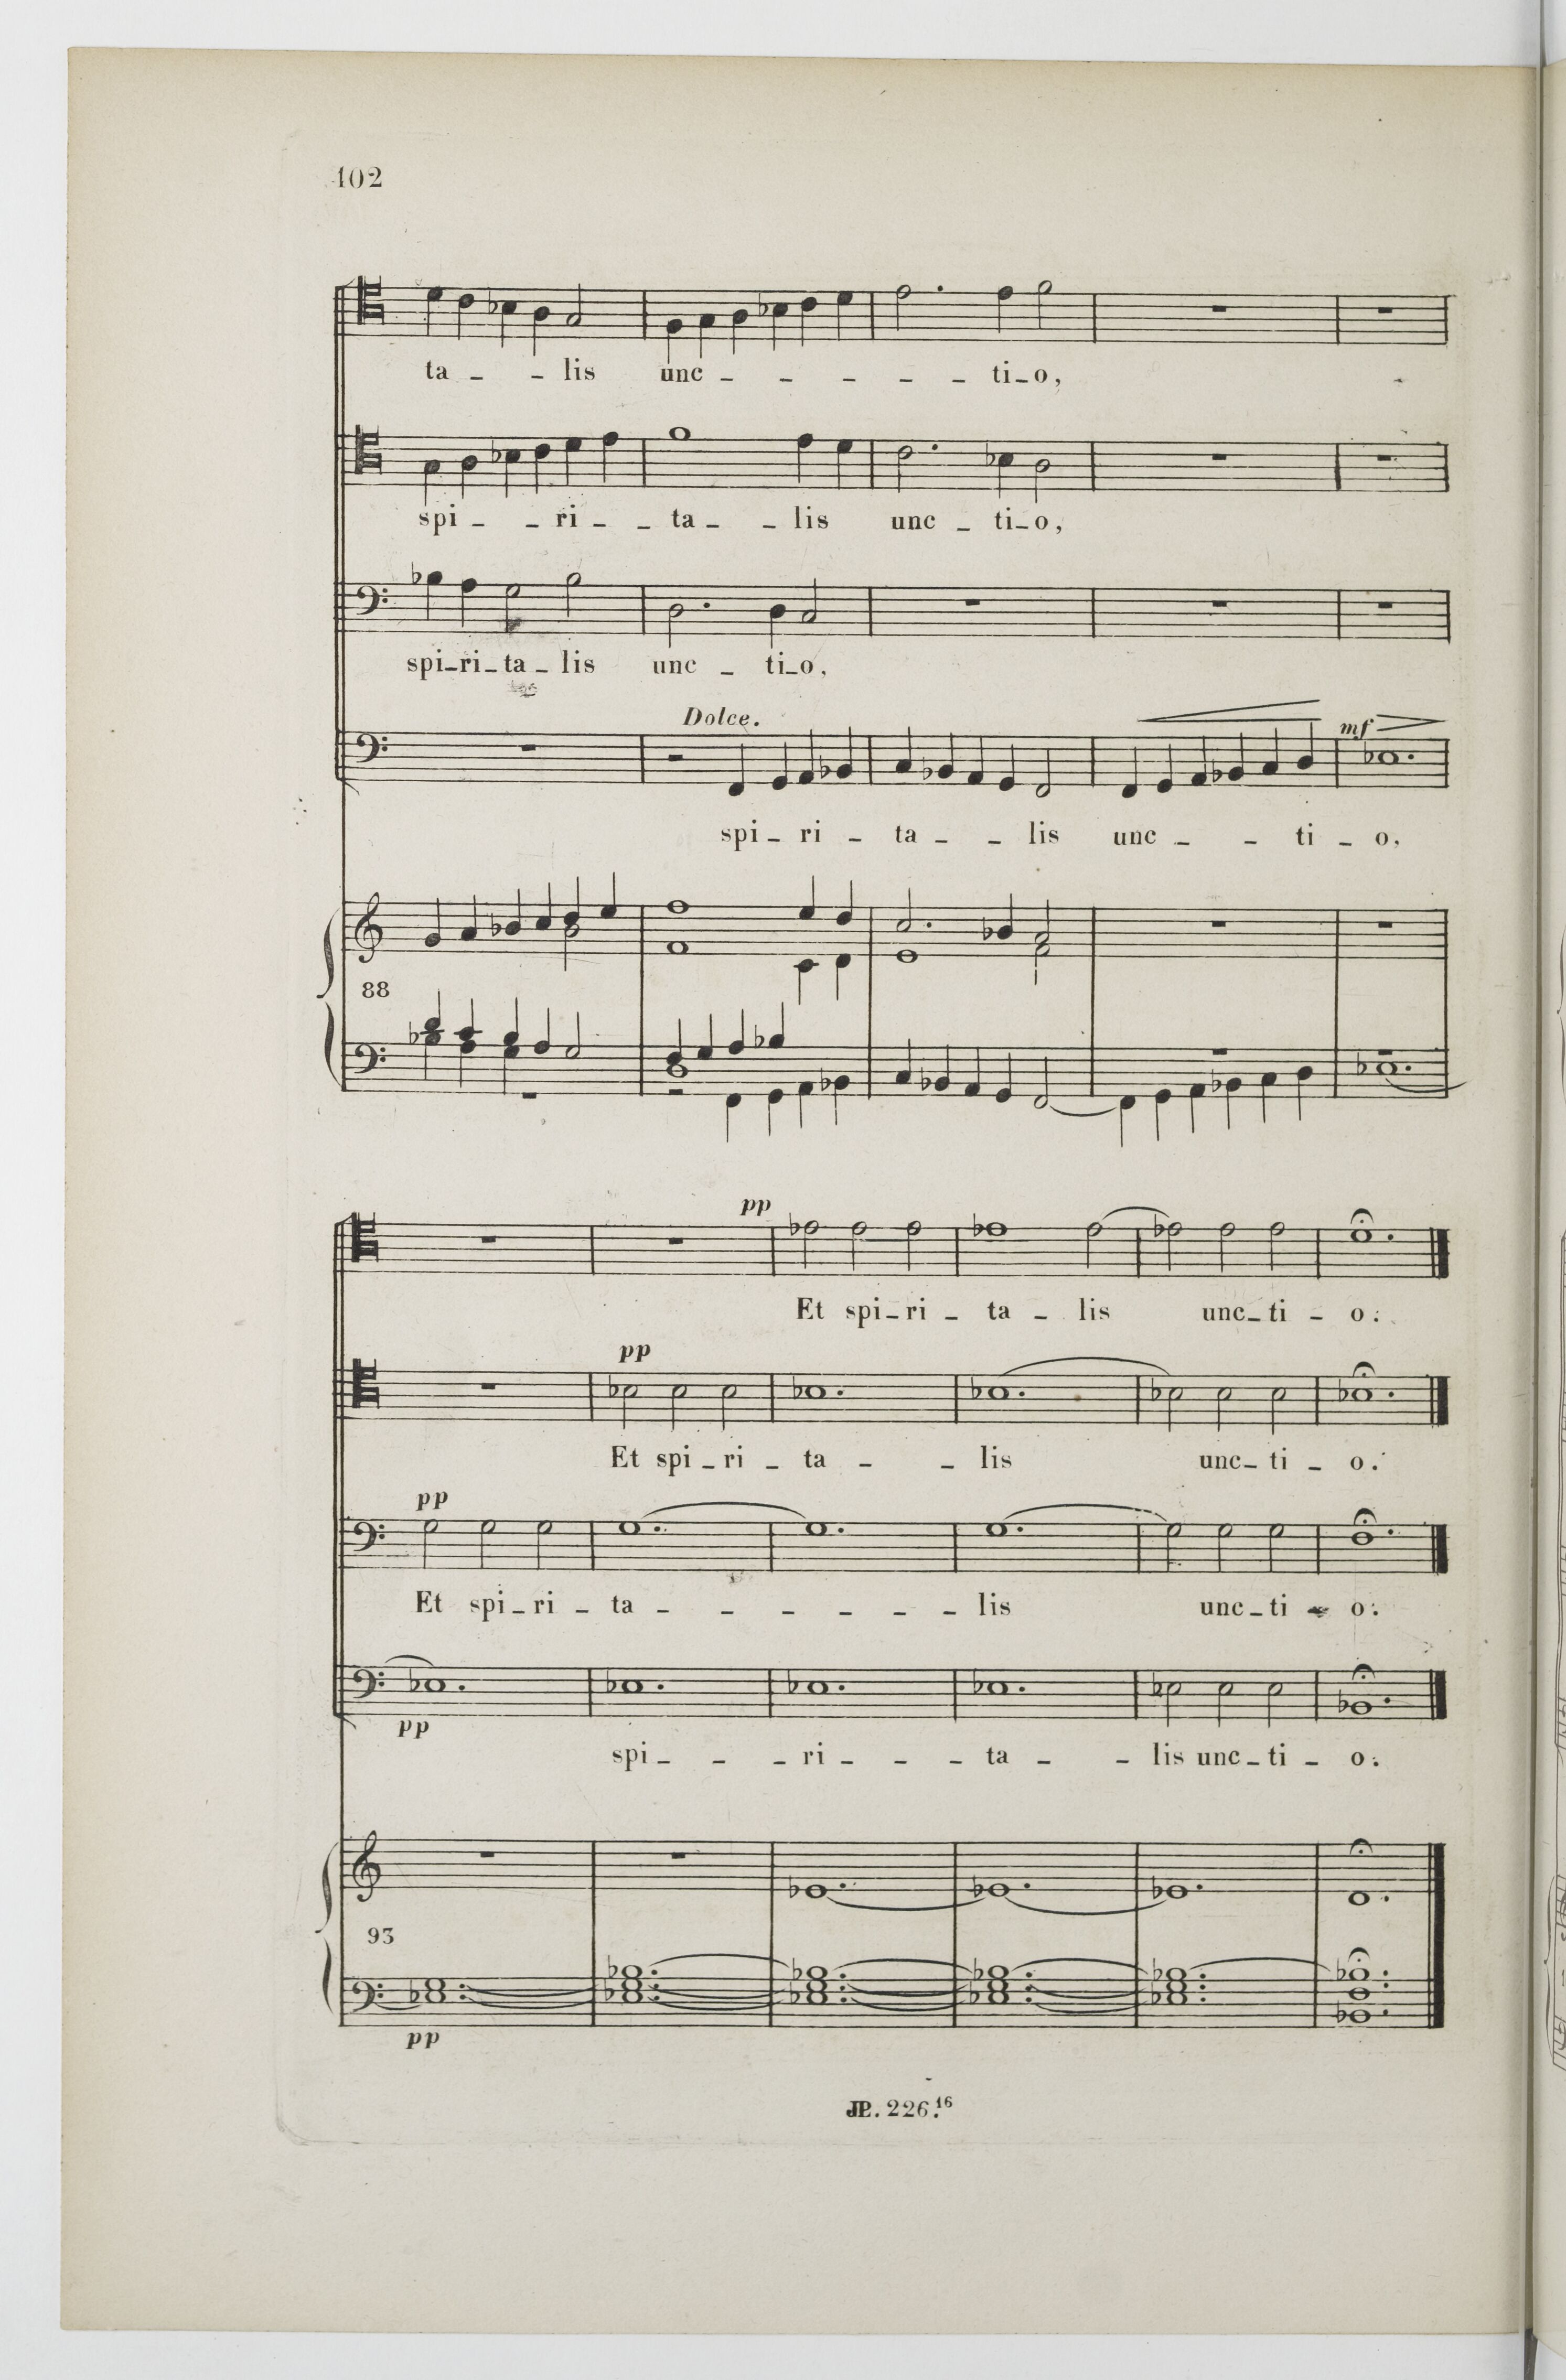 102
ta - - lis unc - - - - - ti-o,
spi - - ri - - ta - - lis unc - ti-o,
spi-ri-ta-lis unc - ti-o,
Dolce.
mf
spi - ri - ta - - lis unc - - ti - o,
88
pp
Et spi-ri - ta - lis unc-ti - o.
pp
Et spi-ri - ta - - lis unc-ti - o.
pp
Et spi-ri - ta - - - - - - lis unc-ti - o.
pp
spi - - - ri - - - ta - - lis unc-ti - o.
93
pp
JP. 226.16